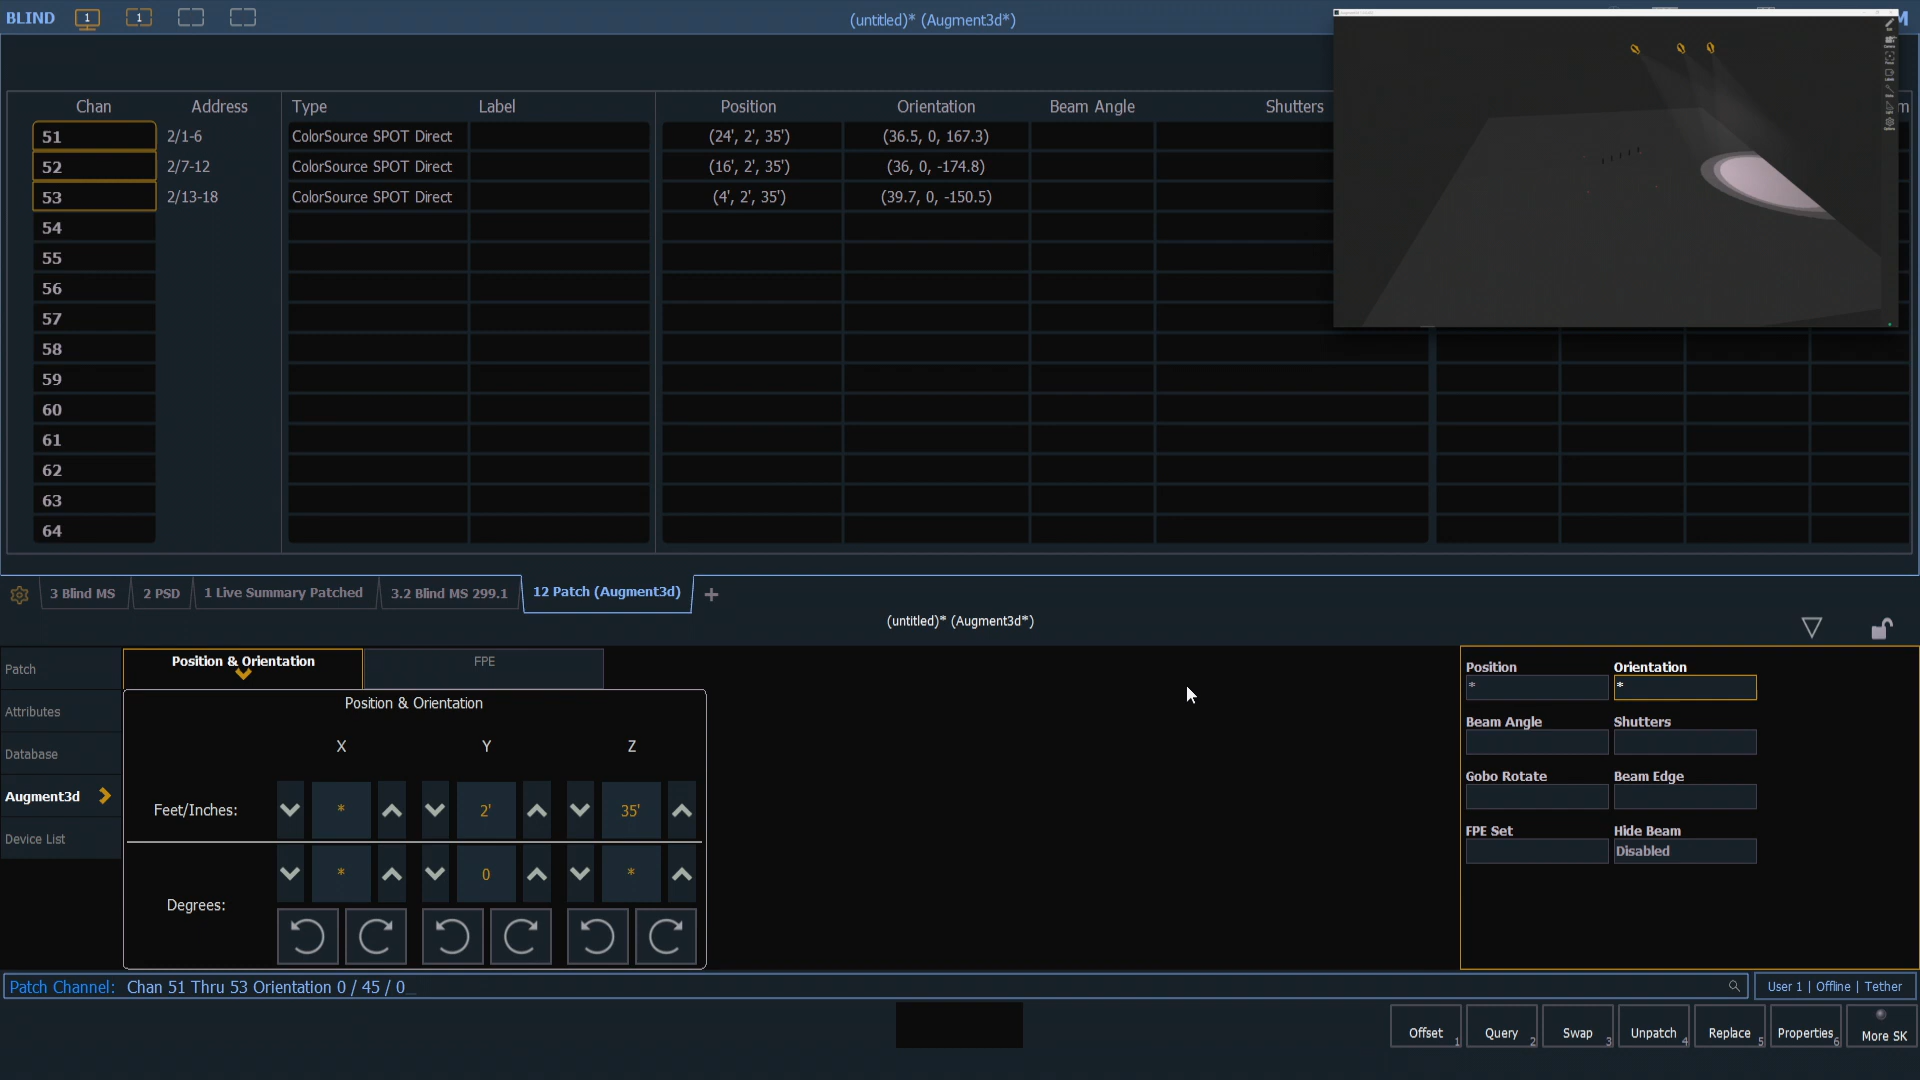 BLIND 1 1 (untitled)* (Augment3d*)
Chan Address Type Label Position Orientation Beam Angle Shutters
51 2/1-6 ColorSource SPOT Direct (24', 2', 35') (36.5, 0, 167.3)
52 2/7-12 ColorSource SPOT Direct (16', 2', 35') (36, 0, -174.8)
53 2/13-18 ColorSource SPOT Direct (4', 2', 35') (39.7, 0, -150.5)
54
55
56
57
58
59
60
61
62
63
64
3 Blind MS 2 PSD 1 Live Summary Patched 3.2 Blind MS 299.1 12 Patch (Augment3d) +
(untitled)* (Augment3d*)
Patch
Attributes
Database
Augment3d
Device List
Position & Orientation FPE
Position & Orientation
X Y Z
Feet/Inches: * 2' 35'
Degrees: * 0 *
Position Orientation
* *
Beam Angle Shutters
Gobo Rotate Beam Edge
FPE Set Hide Beam
Disabled
Patch Channel: Chan 51 Thru 53 Orientation 0 / 45 / 0_
User 1 | Offline | Tether
Offset 1 Query 2 Swap 3 Unpatch 4 Replace 5 Properties 6 More SK